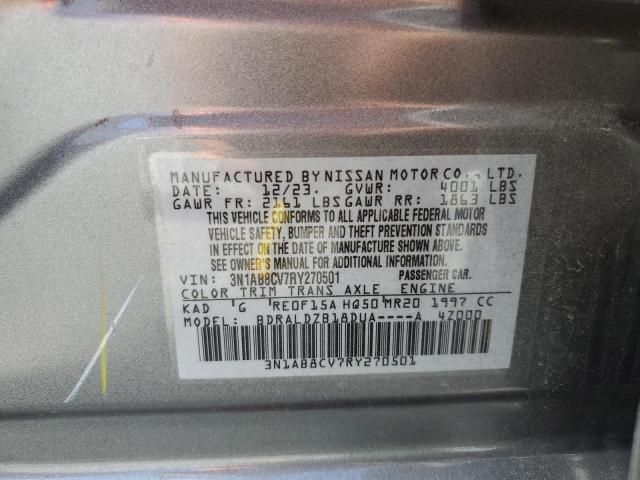 MANUFACTURED BY NISSAN MOTOR CO., LTD.
DATE: 12/23. GVWR: 4001 LBS
GAWR FR: 2161 LBS GAWR RR: 1863 LBS
THIS VEHICLE CONFORMS TO ALL APPLICABLE FEDERAL MOTOR
VEHICLE SAFETY, BUMPER AND THEFT PREVENTION STANDARDS
IN EFFECT ON THE DATE OF MANUFACTURE SHOWN ABOVE.
SEE OWNER'S MANUAL FOR ADDITIONAL INFORMATION.
VIN: 3N1AB8CV7RY270501 PASSENGER CAR.
COLOR TRIM TRANS AXLE ENGINE
KAD G RE0F15A HQ50 MR20 1997 CC
MODEL: BDRALDZB18DUA----A 4Z000
3N1AB8CV7RY270501